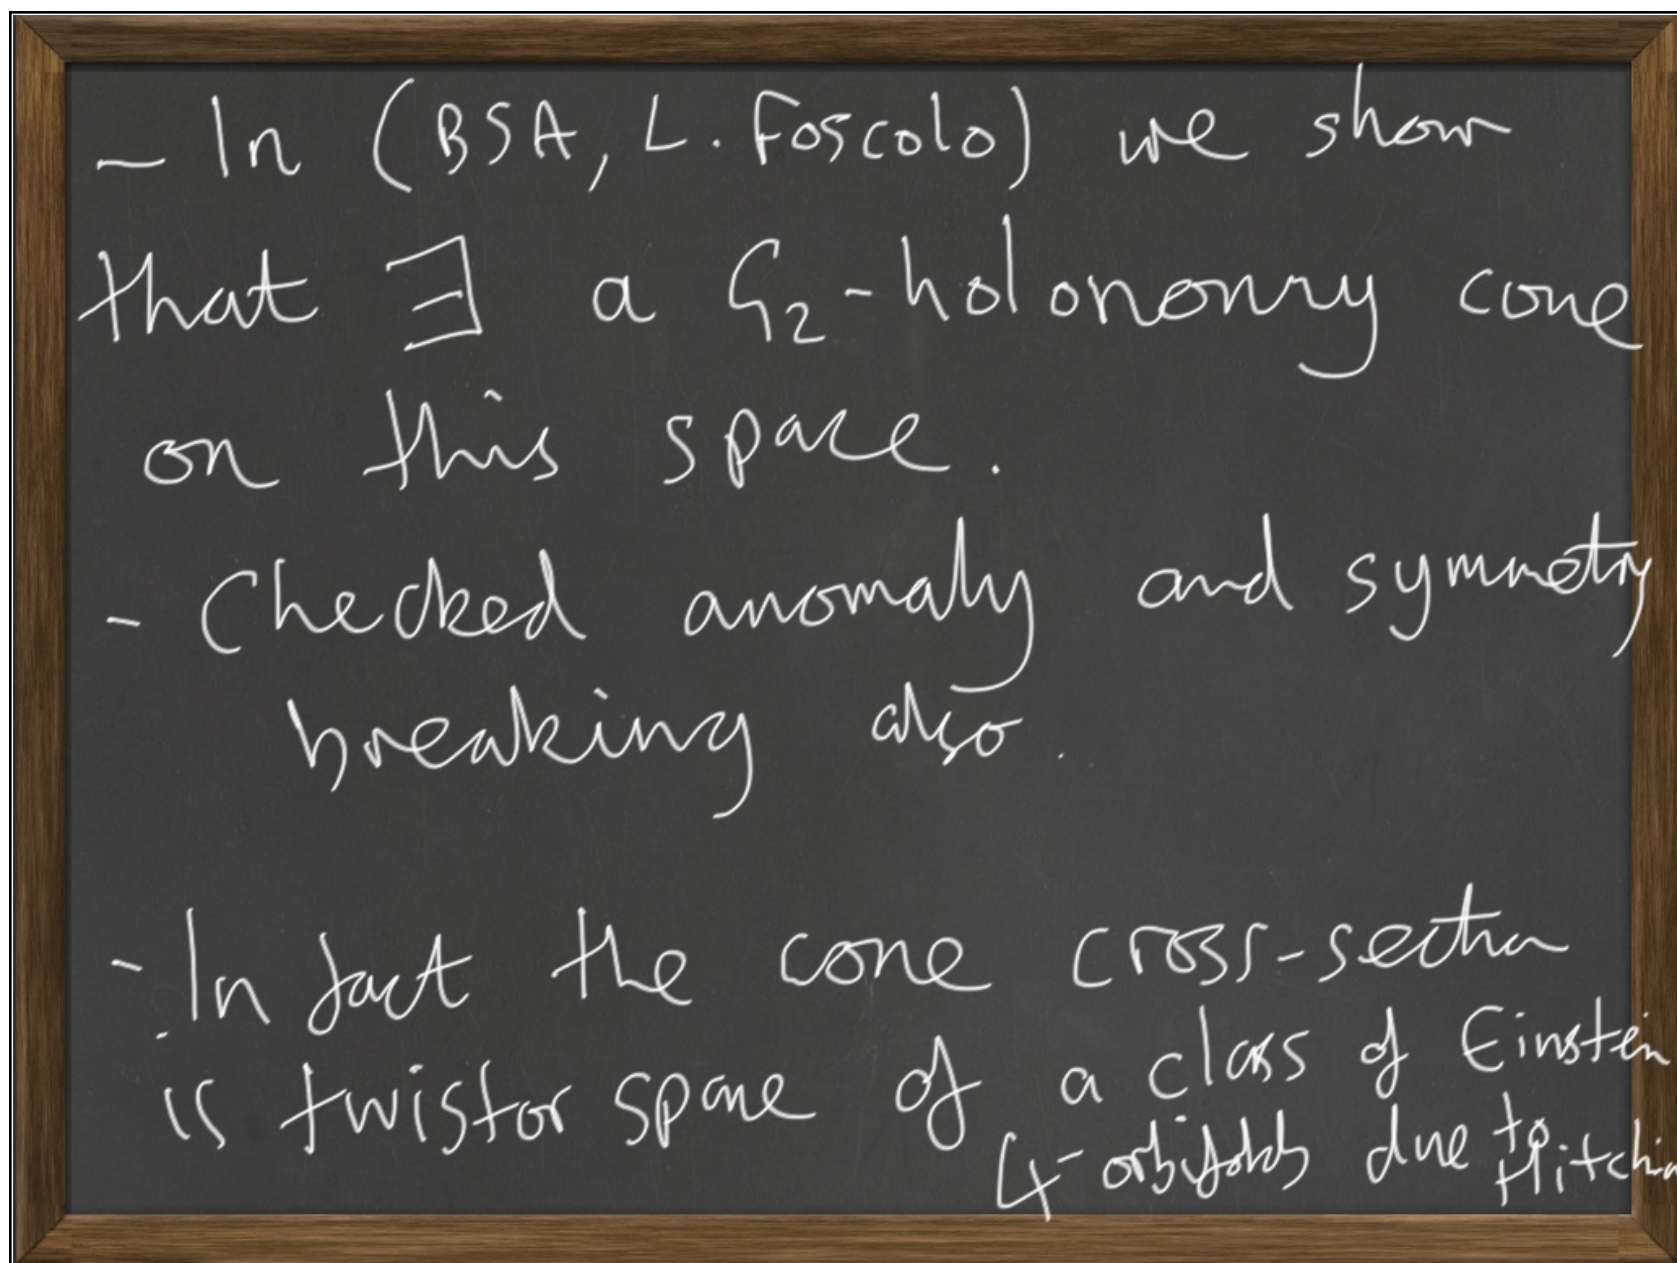 - In (BSA, L. Foscolo) we show
that ∃ a G₂-holonomy cone
on this space.
- Checked anomaly and symmetry
breaking also.
- In fact the cone cross-section
is twistor space of a class of Einstein
4-orbifolds due to Hitchin